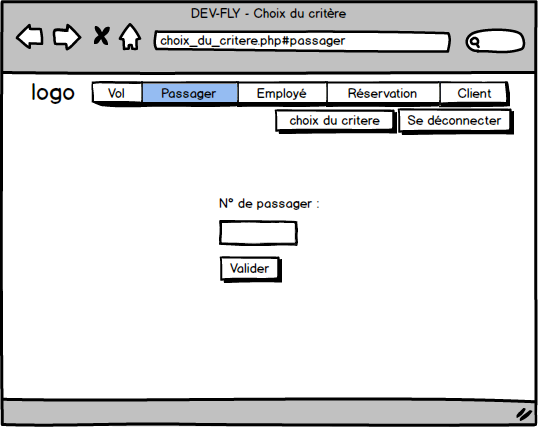 DEV-FLY - Choix du critère
choix_du_critere.php#passager
logo
Vol Passager Employé Réservation Client
choix du critere Se déconnecter
N° de passager :
Valider